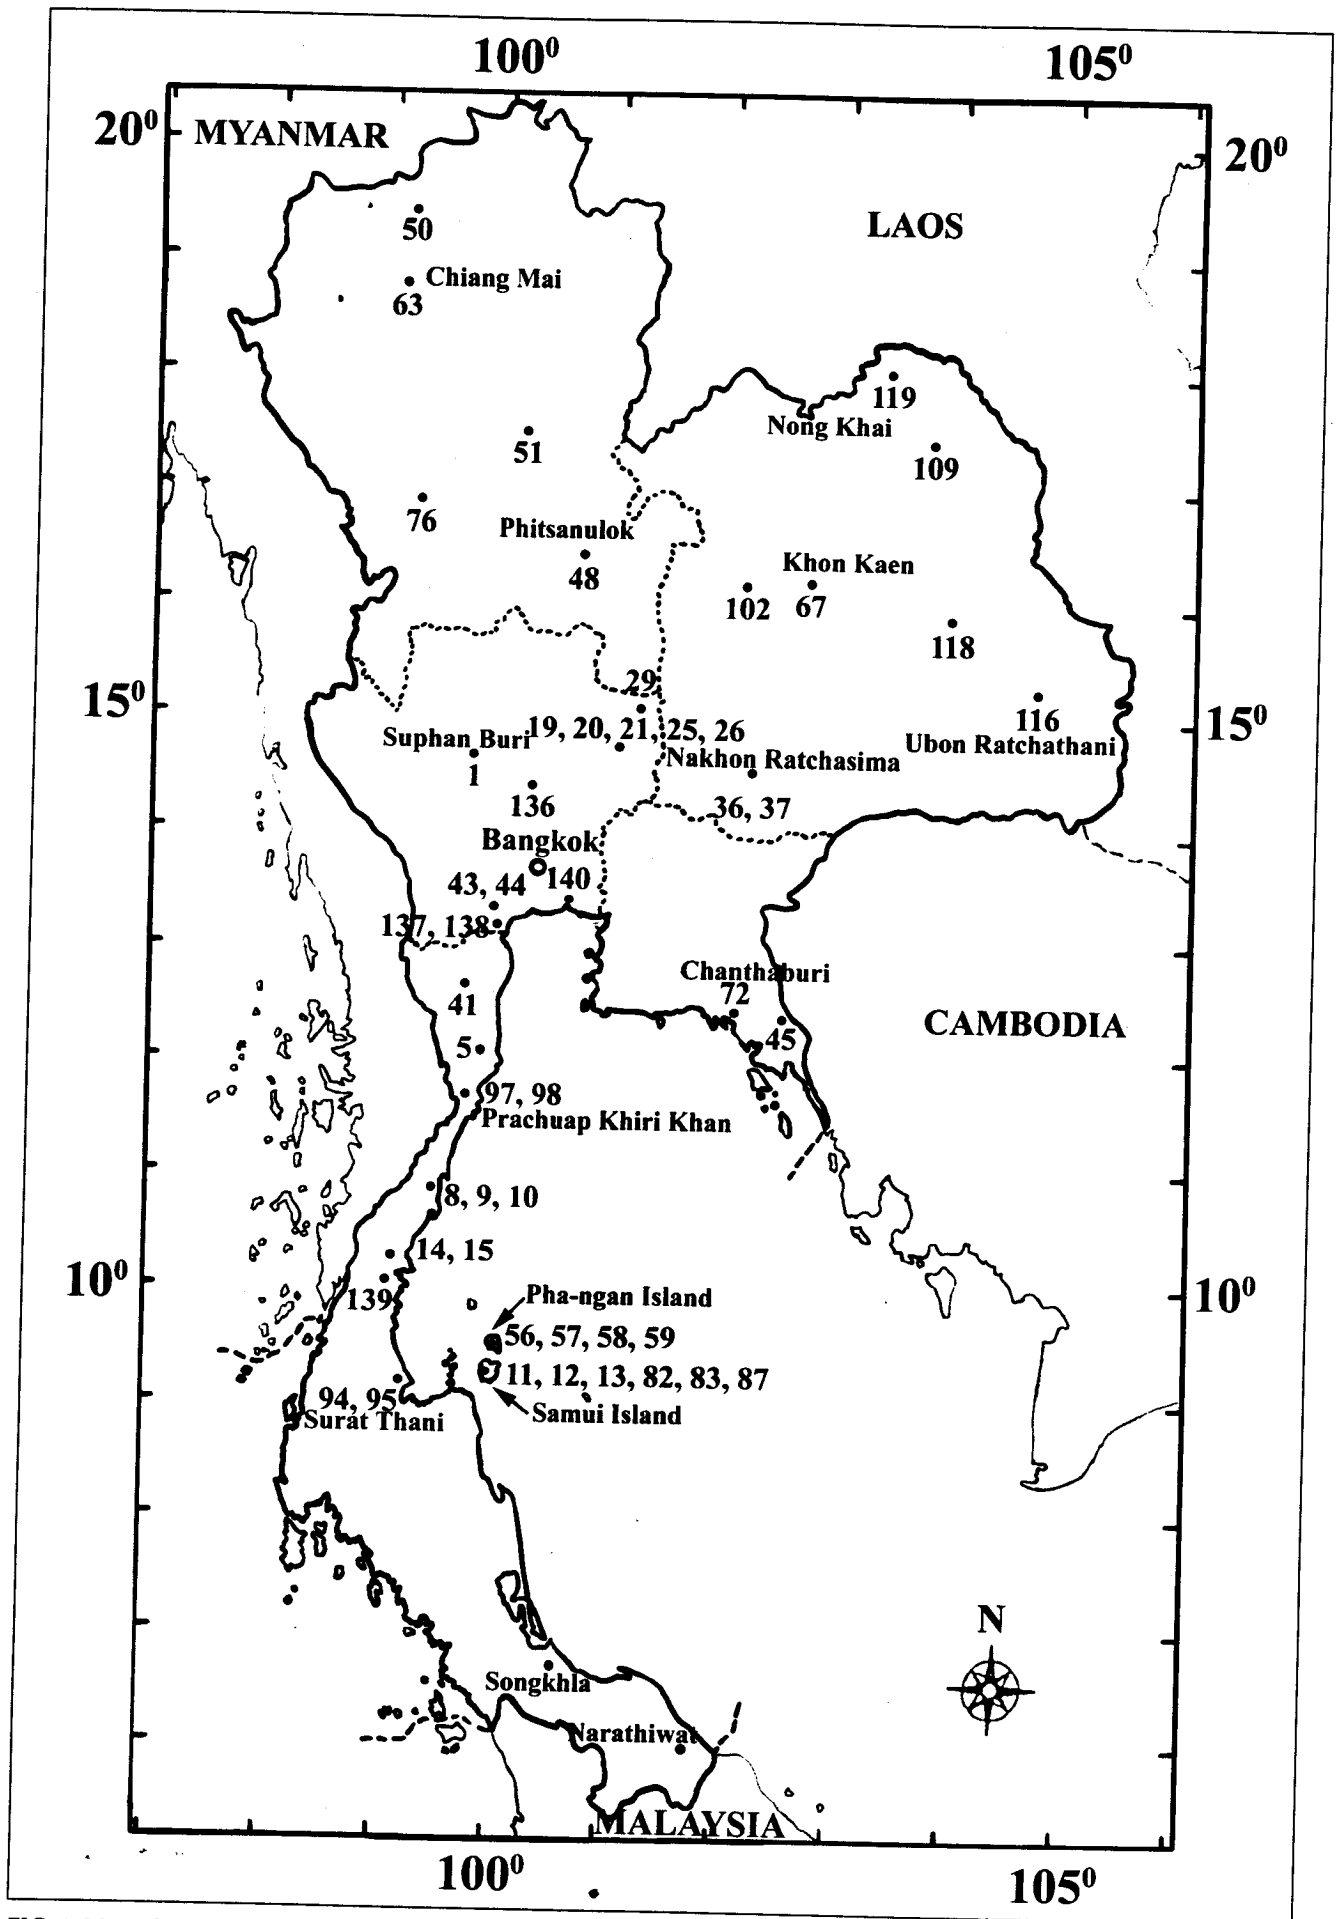 100⁰ 105⁰
20⁰ MYANMAR 20⁰
LAOS
50
Chiang Mai
63
119
Nong Khai
51
109
76
Phitsanulok
48
Khon Kaen
102 67
118
29
15⁰ 15⁰
116
19, 20, 21, 25, 26
Suphan Buri
Ubon Ratchathani
Nakhon Ratchasima
1
136
36, 37
Bangkok
140
43, 44
137, 138
Chanthaburi
72
41
CAMBODIA
45
5
97, 98
Prachuap Khiri Khan
8, 9, 10
14, 15
10⁰ 10⁰
139
Pha-ngan Island
56, 57, 58, 59
11, 12, 13, 82, 83, 87
94, 95
Samui Island
Surat Thani
N
Songkhla
Narathiwat
MALAYSIA
100⁰ 105⁰